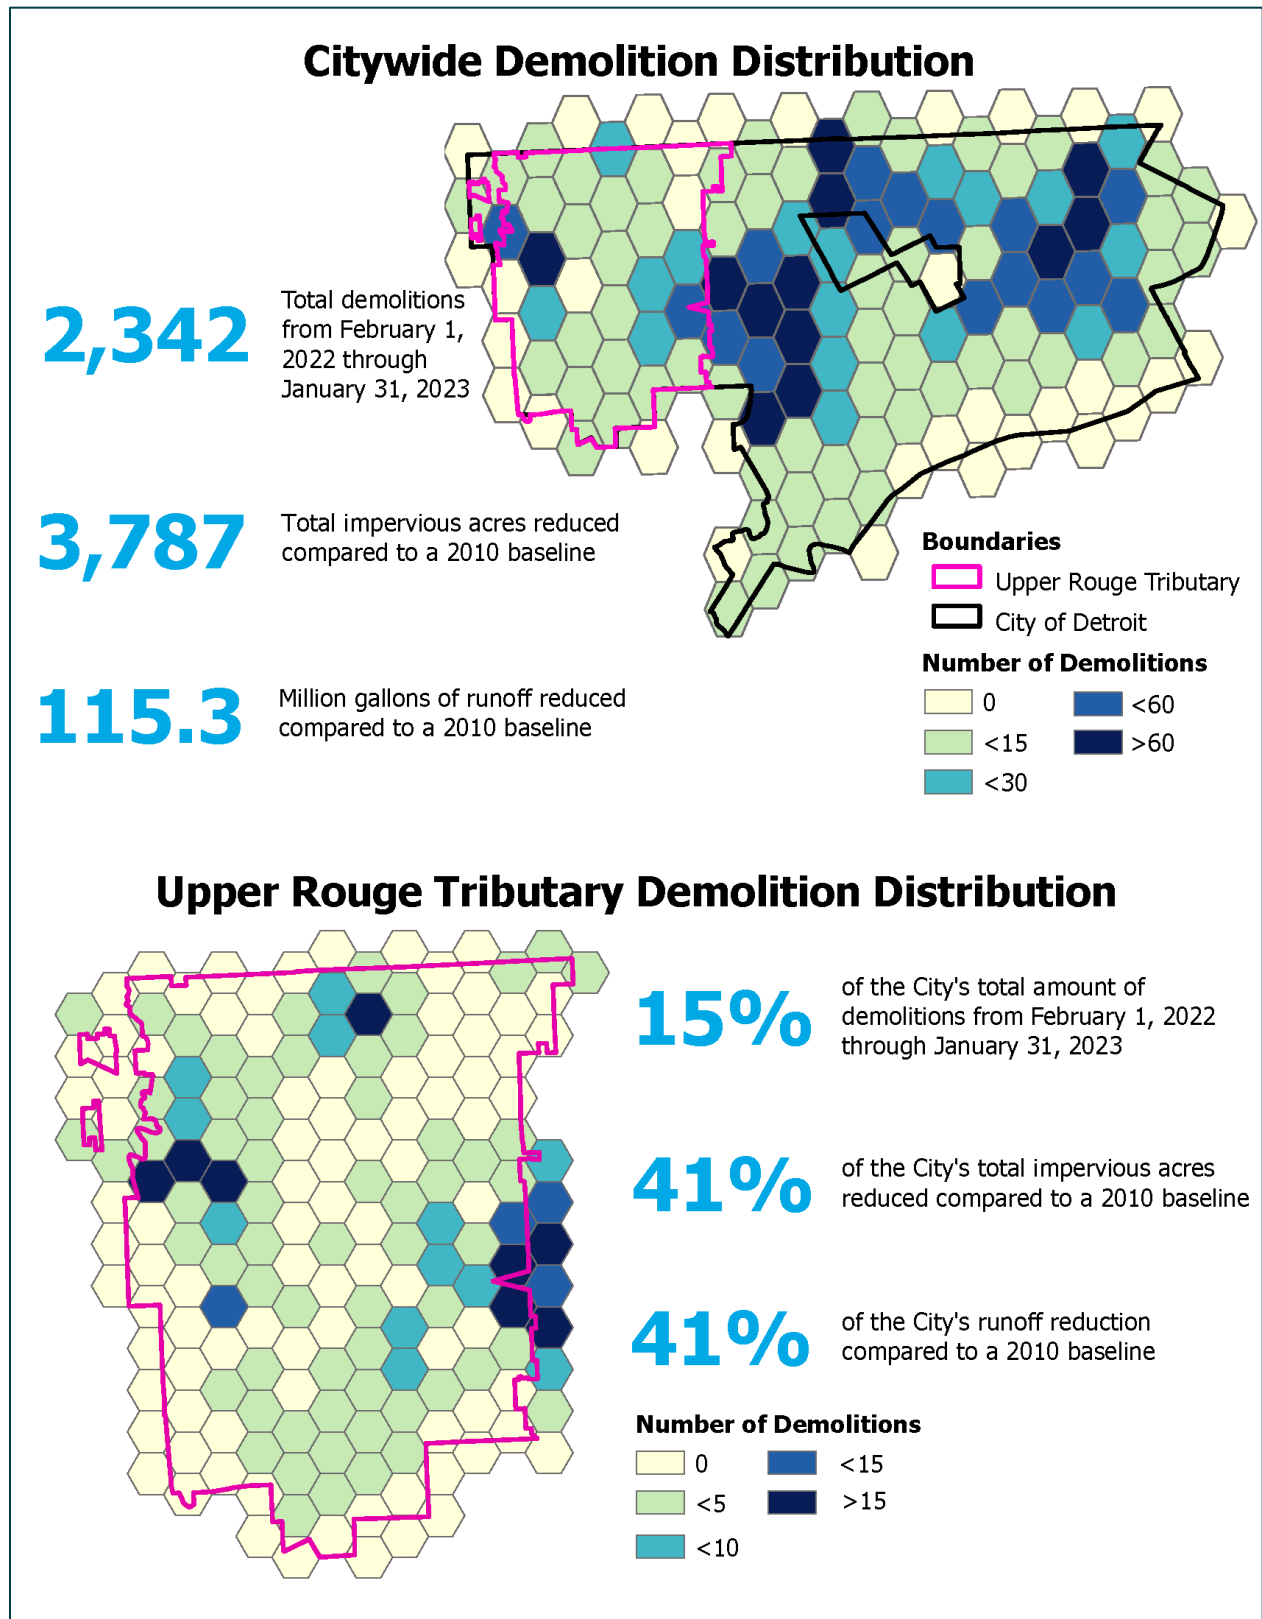 Citywide Demolition Distribution
2,342
Total demolitions
from February 1,
2022 through
January 31, 2023
3,787
Total impervious acres reduced
compared to a 2010 baseline
115.3
Million gallons of runoff reduced
compared to a 2010 baseline
Boundaries
Upper Rouge Tributary
City of Detroit
Number of Demolitions
0
<15
<30
<60
>60
Upper Rouge Tributary Demolition Distribution
15%
of the City's total amount of
demolitions from February 1, 2022
through January 31, 2023
41%
of the City's total impervious acres
reduced compared to a 2010 baseline
41%
of the City's runoff reduction
compared to a 2010 baseline
Number of Demolitions
0
<5
<10
<15
>15